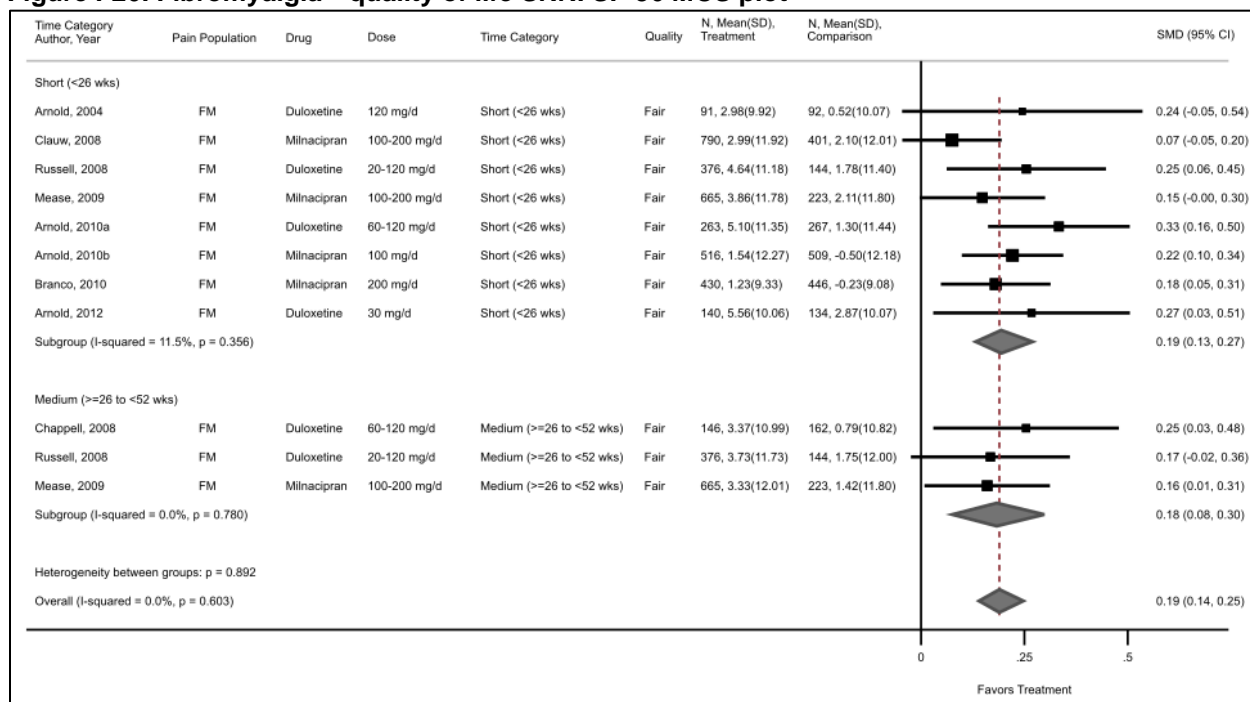 Fibromyalgia – quality of life SNRI SF-36 MCS plot
Time Category
Author, Year Pain Population Drug Dose Time Category Quality N, Mean(SD), Treatment N, Mean(SD), Comparison SMD (95% CI)
Short (<26 wks)
Arnold, 2004 FM Duloxetine 120 mg/d Short (<26 wks) Fair 91, 2.98(9.92) 92, 0.52(10.07) 0.24 (-0.05, 0.54)
Clauw, 2008 FM Milnacipran 100-200 mg/d Short (<26 wks) Fair 790, 2.99(11.92) 401, 2.10(12.01) 0.07 (-0.05, 0.20)
Russell, 2008 FM Duloxetine 20-120 mg/d Short (<26 wks) Fair 376, 4.64(11.18) 144, 1.78(11.40) 0.25 (0.06, 0.45)
Mease, 2009 FM Milnacipran 100-200 mg/d Short (<26 wks) Fair 665, 3.86(11.78) 223, 2.11(11.80) 0.15 (-0.00, 0.30)
Arnold, 2010a FM Duloxetine 60-120 mg/d Short (<26 wks) Fair 263, 5.10(11.35) 267, 1.30(11.44) 0.33 (0.16, 0.50)
Arnold, 2010b FM Milnacipran 100 mg/d Short (<26 wks) Fair 516, 1.54(12.27) 509, -0.50(12.18) 0.22 (0.10, 0.34)
Branco, 2010 FM Milnacipran 200 mg/d Short (<26 wks) Fair 430, 1.23(9.33) 446, -0.23(9.08) 0.18 (0.05, 0.31)
Arnold, 2012 FM Duloxetine 30 mg/d Short (<26 wks) Fair 140, 5.56(10.06) 134, 2.87(10.07) 0.27 (0.03, 0.51)
Subgroup (I-squared = 11.5%, p = 0.356) 0.19 (0.13, 0.27)
Medium (>=26 to <52 wks)
Chappell, 2008 FM Duloxetine 60-120 mg/d Medium (>=26 to <52 wks) Fair 146, 3.37(10.99) 162, 0.79(10.82) 0.25 (0.03, 0.48)
Russell, 2008 FM Duloxetine 20-120 mg/d Medium (>=26 to <52 wks) Fair 376, 3.73(11.73) 144, 1.75(12.00) 0.17 (-0.02, 0.36)
Mease, 2009 FM Milnacipran 100-200 mg/d Medium (>=26 to <52 wks) Fair 665, 3.33(12.01) 223, 1.42(11.80) 0.16 (0.01, 0.31)
Subgroup (I-squared = 0.0%, p = 0.780) 0.18 (0.08, 0.30)
Heterogeneity between groups: p = 0.892
Overall (I-squared = 0.0%, p = 0.603) 0.19 (0.14, 0.25)
0 .25 .5
Favors Treatment